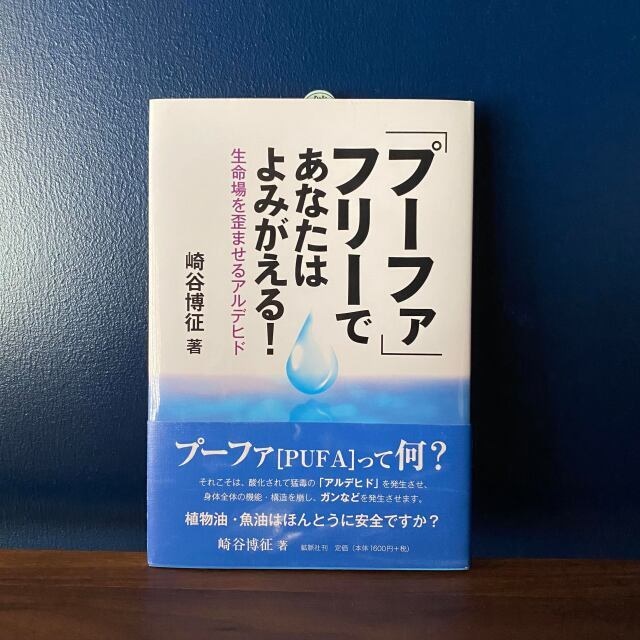 「プーファ」
フリーで
あなたは
よみがえる!
生命場を歪ませるアルデヒド
崎谷博征 著
プーファ[PUFA]って何?
それこそは、酸化されて猛毒の「アルデヒド」を発生させ、
身体全体の機能・構造を崩し、ガンなどを発生させます。
植物油・魚油はほんとうに安全ですか?
崎谷博征 著
鉱脈社刊 定価(本体1600円+税)